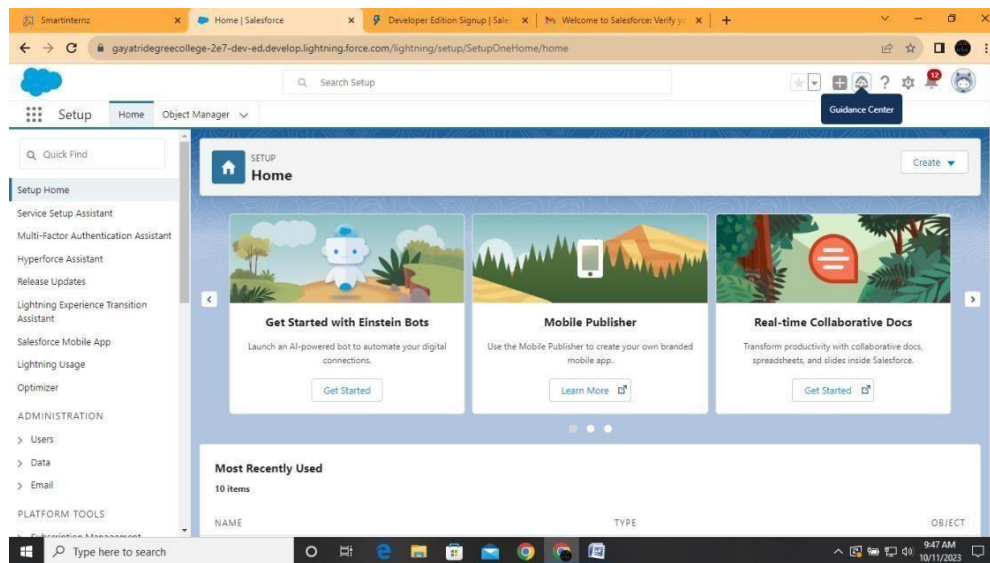 Smartinternz
Home | Salesforce
Developer Edition Signup | Sale
Welcome to Salesforce: Verify yo
gayatridegreecollege-2e7-dev-ed.develop.lightning.force.com/lightning/setup/SetupOneHome/home
Search Setup
12
Guidance Center
Setup
Home
Object Manager
Quick Find
Setup Home
Service Setup Assistant
Multi-Factor Authentication Assistant
Hyperforce Assistant
Release Updates
Lightning Experience Transition
Assistant
Salesforce Mobile App
Lightning Usage
Optimizer
ADMINISTRATION
Users
Data
Email
PLATFORM TOOLS
Subscription Management
SETUP
Home
Create
Get Started with Einstein Bots
Launch an AI-powered bot to automate your digital
connections.
Get Started
Mobile Publisher
Use the Mobile Publisher to create your own branded
mobile app.
Learn More
Real-time Collaborative Docs
Transform productivity with collaborative docs,
spreadsheets, and slides inside Salesforce.
Get Started
Most Recently Used
10 items
NAME TYPE OBJECT
Type here to search
9:47 AM
10/11/2023